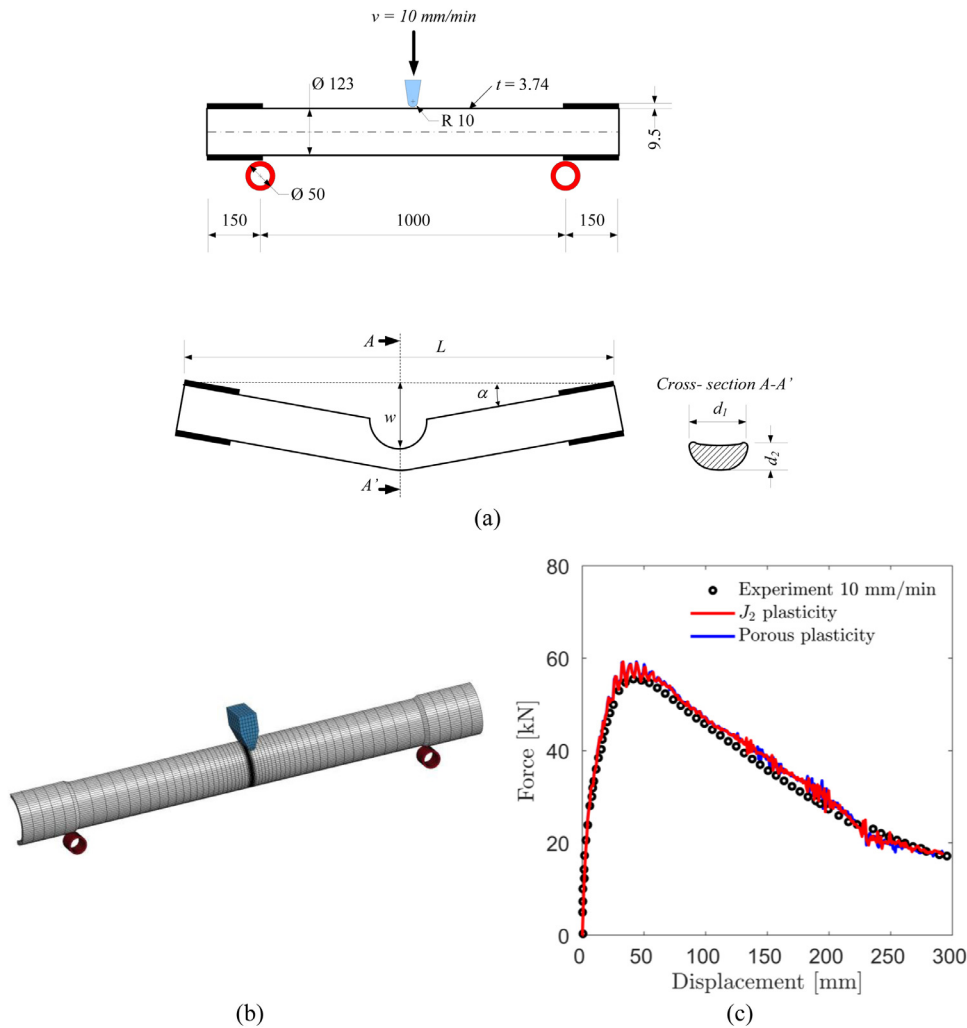 v = 10 mm/min
Ø 123
t = 3.74
R 10
9.5
Ø 50
150
1000
150
A
L
α
w
Cross- section A-A’
d1
d2
A’
(a)
80
Experiment 10 mm/min
J2 plasticity
Porous plasticity
60
40
20
0
Force [kN]
0 50 100 150 200 250 300
Displacement [mm]
(b)
(c)